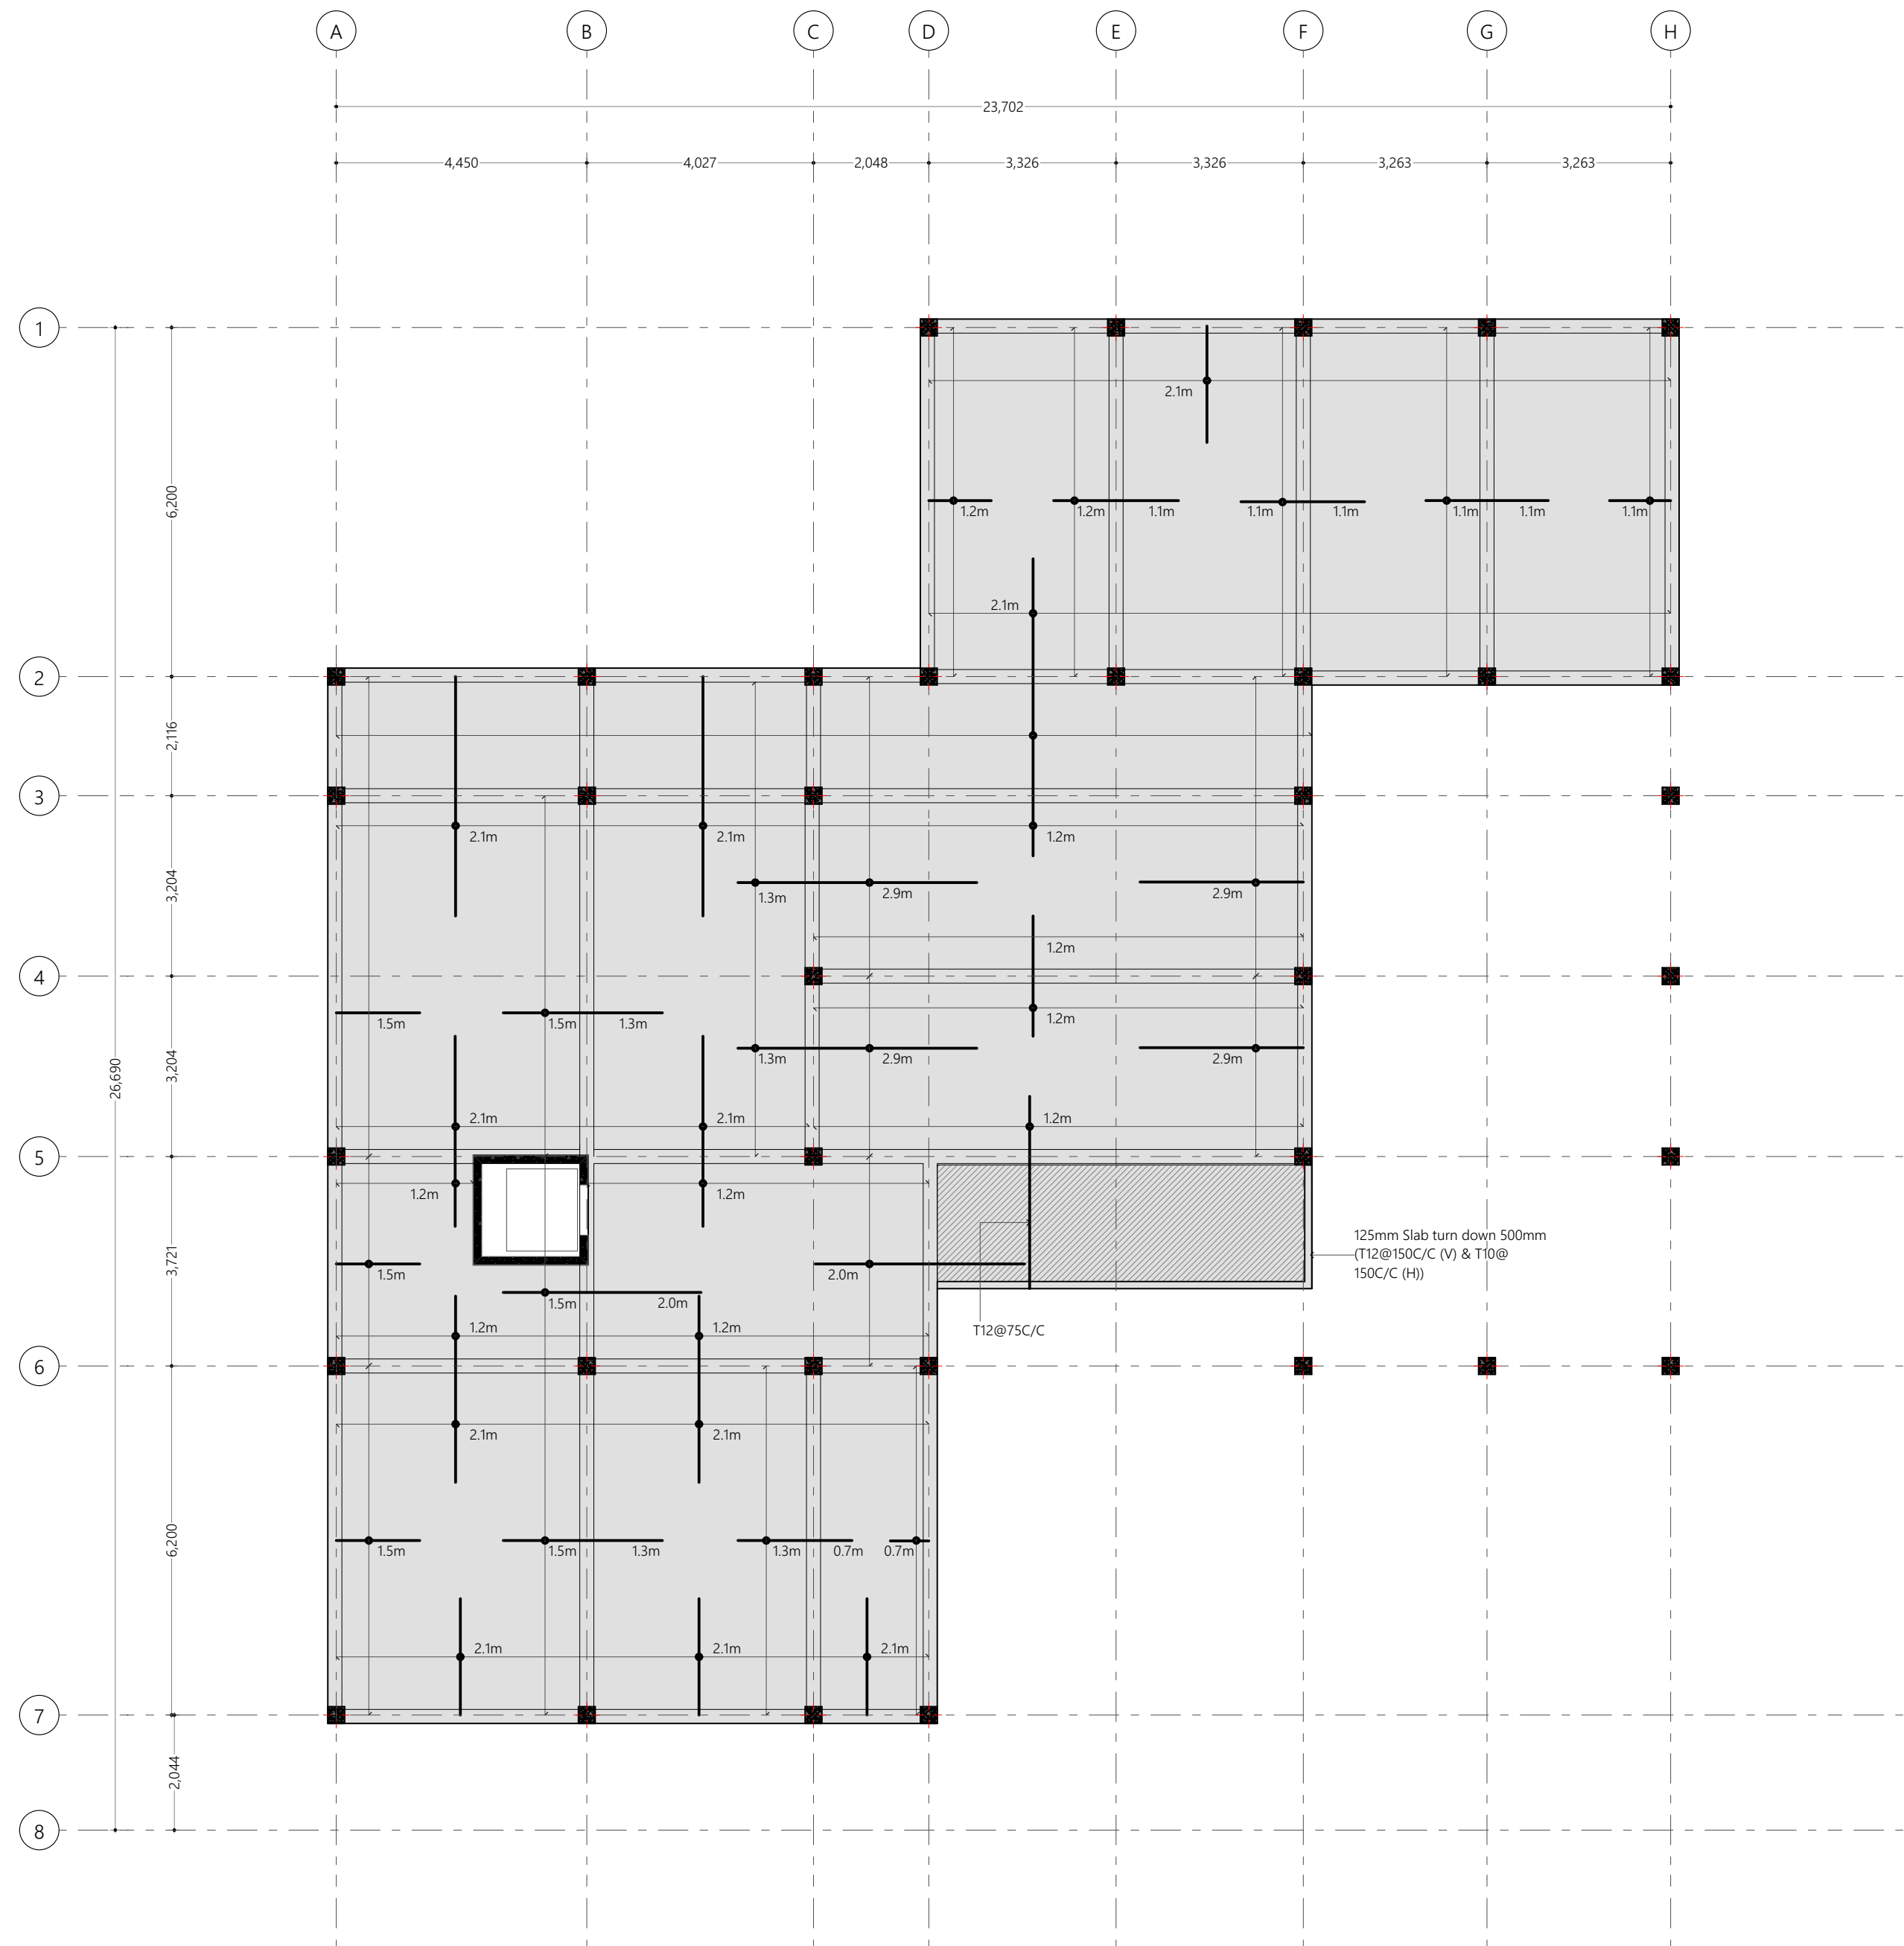 A B C D E F G H
23,702
4,450 4,027 2,048 3,326 3,326 3,263 3,263
1
2.1m
6,200
1.2m 1.2m 1.1m 1.1m 1.1m 1.1m 1.1m 1.1m
2.1m
2
2,116
3
2.1m 2.1m 1.2m
3,204
1.3m 2.9m 2.9m
1.2m
4
1.2m
1.5m 1.5m 1.3m
1.3m 2.9m 2.9m
3,204
26,690
2.1m 2.1m 1.2m
5
1.2m 1.2m
125mm Slab turn down 500mm
(T12@150C/C (V) & T10@
150C/C (H))
3,721
1.5m 2.0m
1.5m 2.0m
1.2m 1.2m T12@75C/C
6
2.1m 2.1m
6,200
1.5m 1.5m 1.3m 1.3m 0.7m 0.7m
2.1m 2.1m 2.1m
7
2,044
8